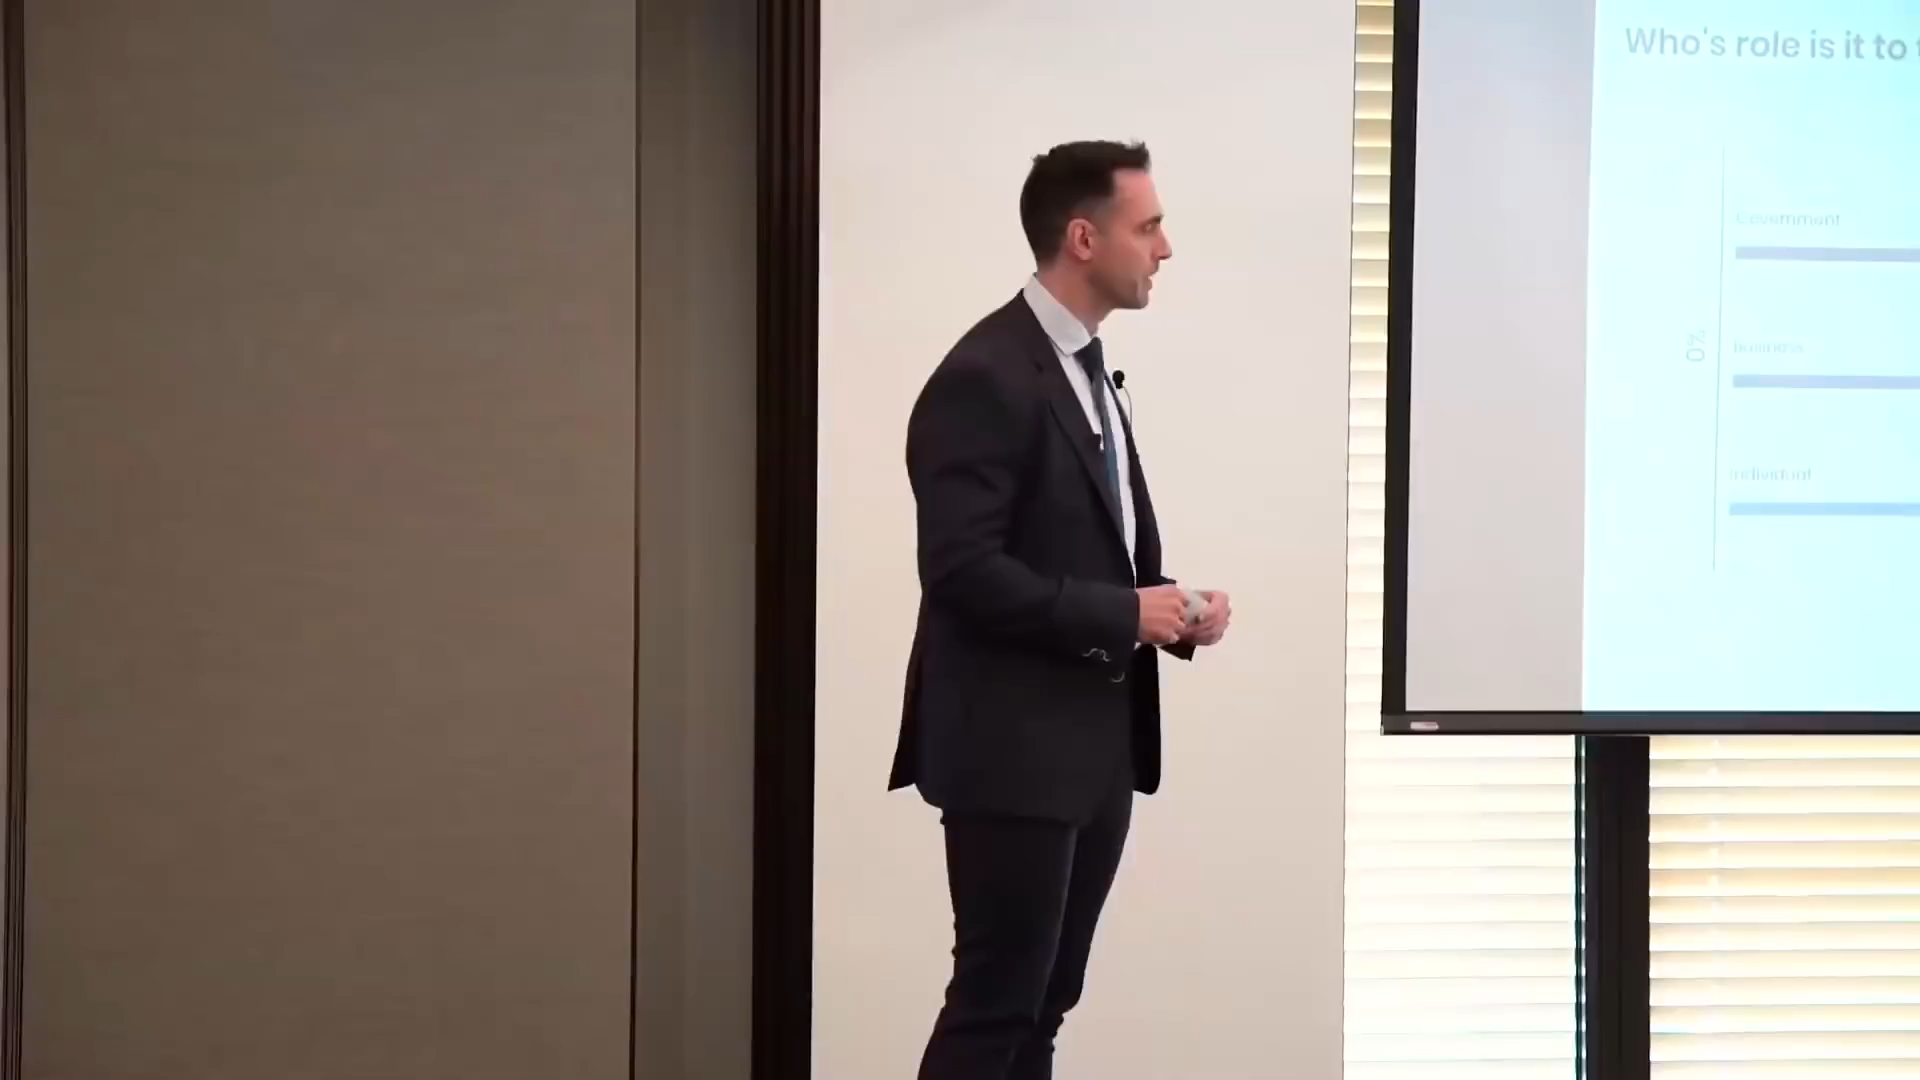 Who's role is it to
Government
Business
0%
Individual